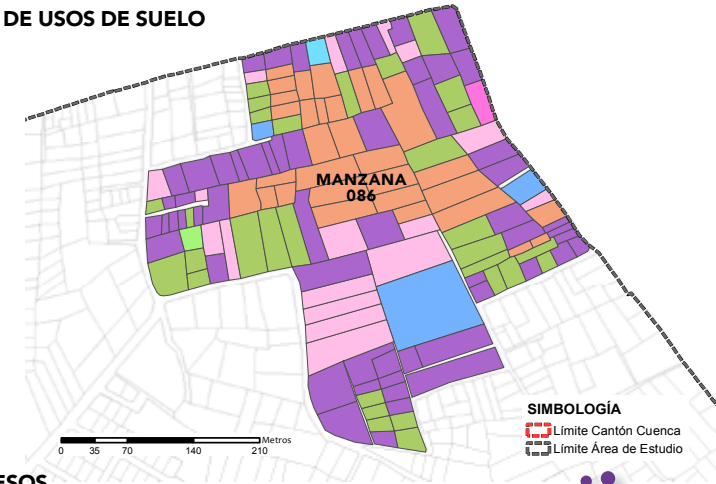 DE USOS DE SUELO
MANZANA
086
SIMBOLOGÍA
Límite Cantón Cuenca
Límite Área de Estudio
Metros
0 35 70 140 210